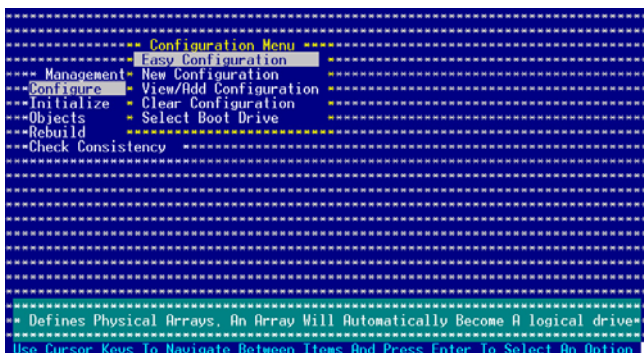 Configuration Menu
Easy Configuration
Management
New Configuration
Configure
View/Add Configuration
Initialize
Clear Configuration
Objects
Select Boot Drive
Rebuild
Check Consistency
Defines Physical Arrays, An Array Will Automatically Become A logical drive
Use Cursor Keys To Navigate Between Items And Press Enter To Select An Option